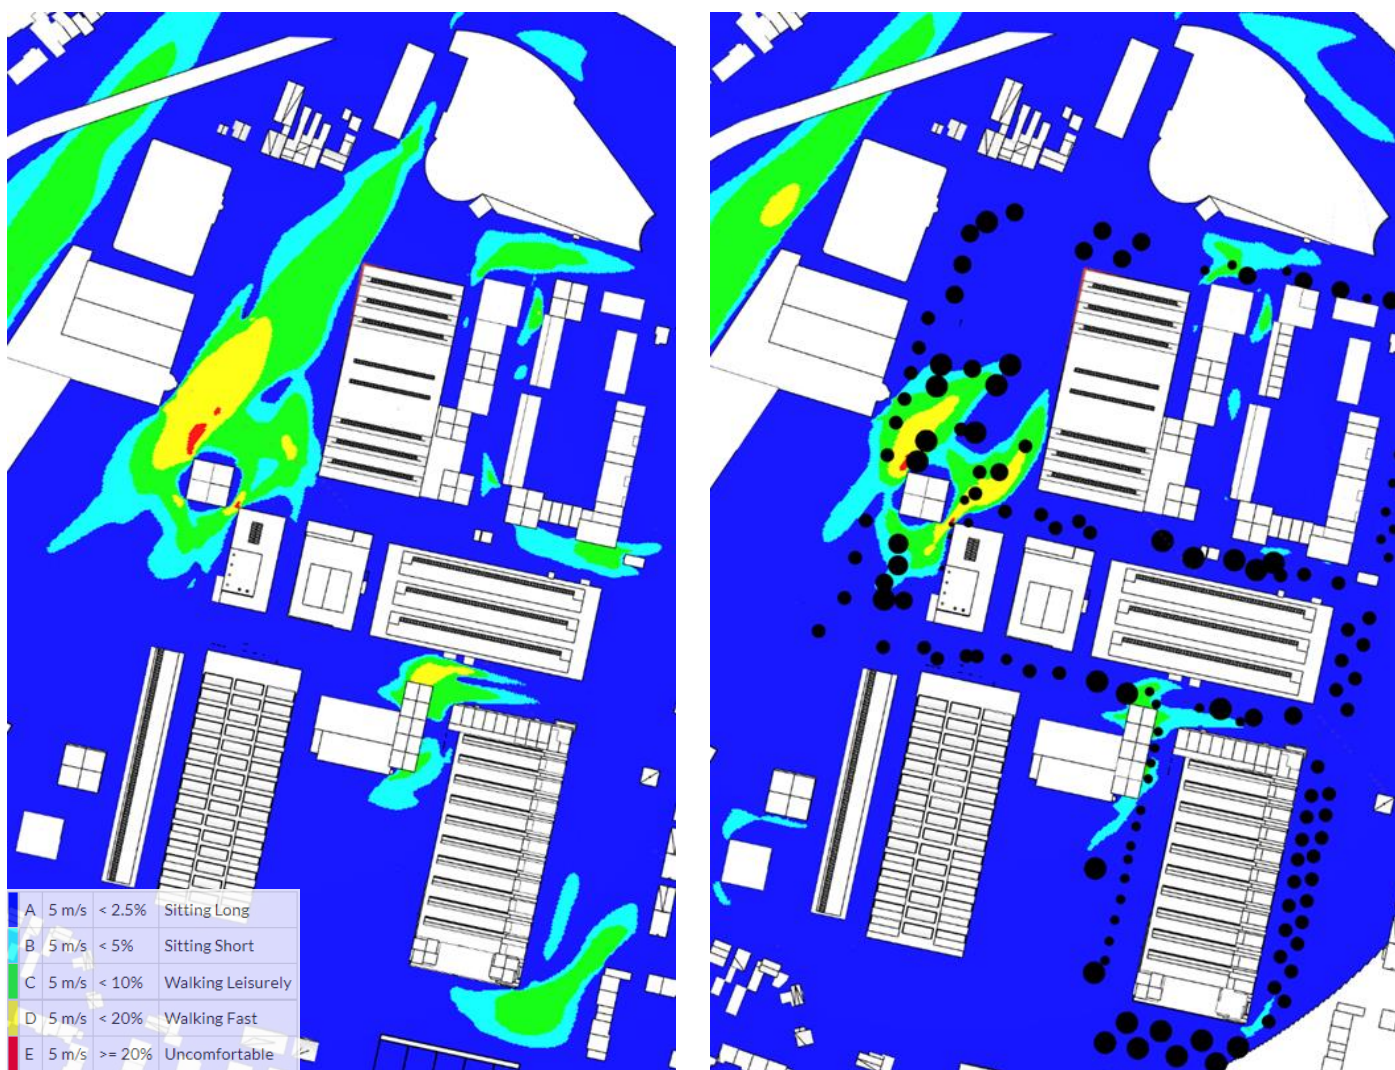 A 5 m/s < 2.5% Sitting Long
B 5 m/s < 5% Sitting Short
C 5 m/s < 10% Walking Leisurely
D 5 m/s < 20% Walking Fast
E 5 m/s >= 20% Uncomfortable